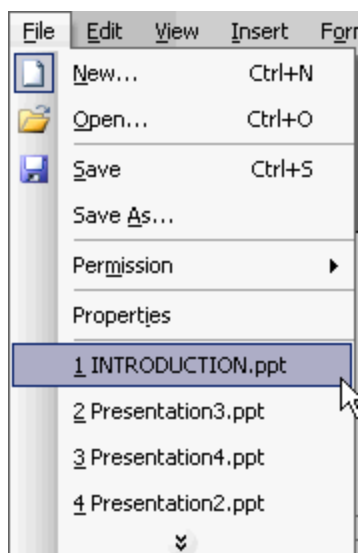 File Edit View Insert
New... Ctrl+N
Open... Ctrl+O
Save Ctrl+S
Save As...
Permission
Properties
1 INTRODUCTION.ppt
2 Presentation3.ppt
3 Presentation4.ppt
4 Presentation2.ppt